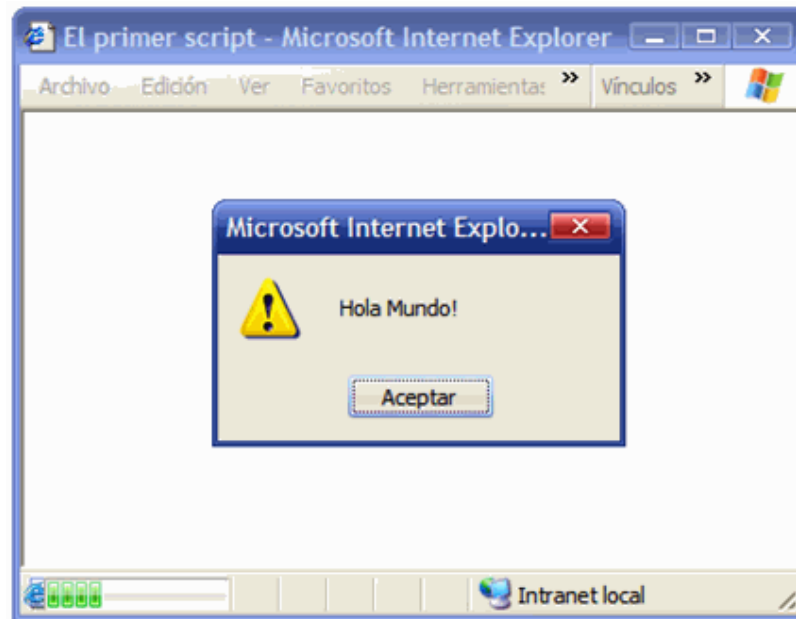 El primer script - Microsoft Internet Explorer
Archivo Edición Ver Favoritos Herramientas » Vínculos »
Microsoft Internet Explo...
Hola Mundo!
Aceptar
Intranet local